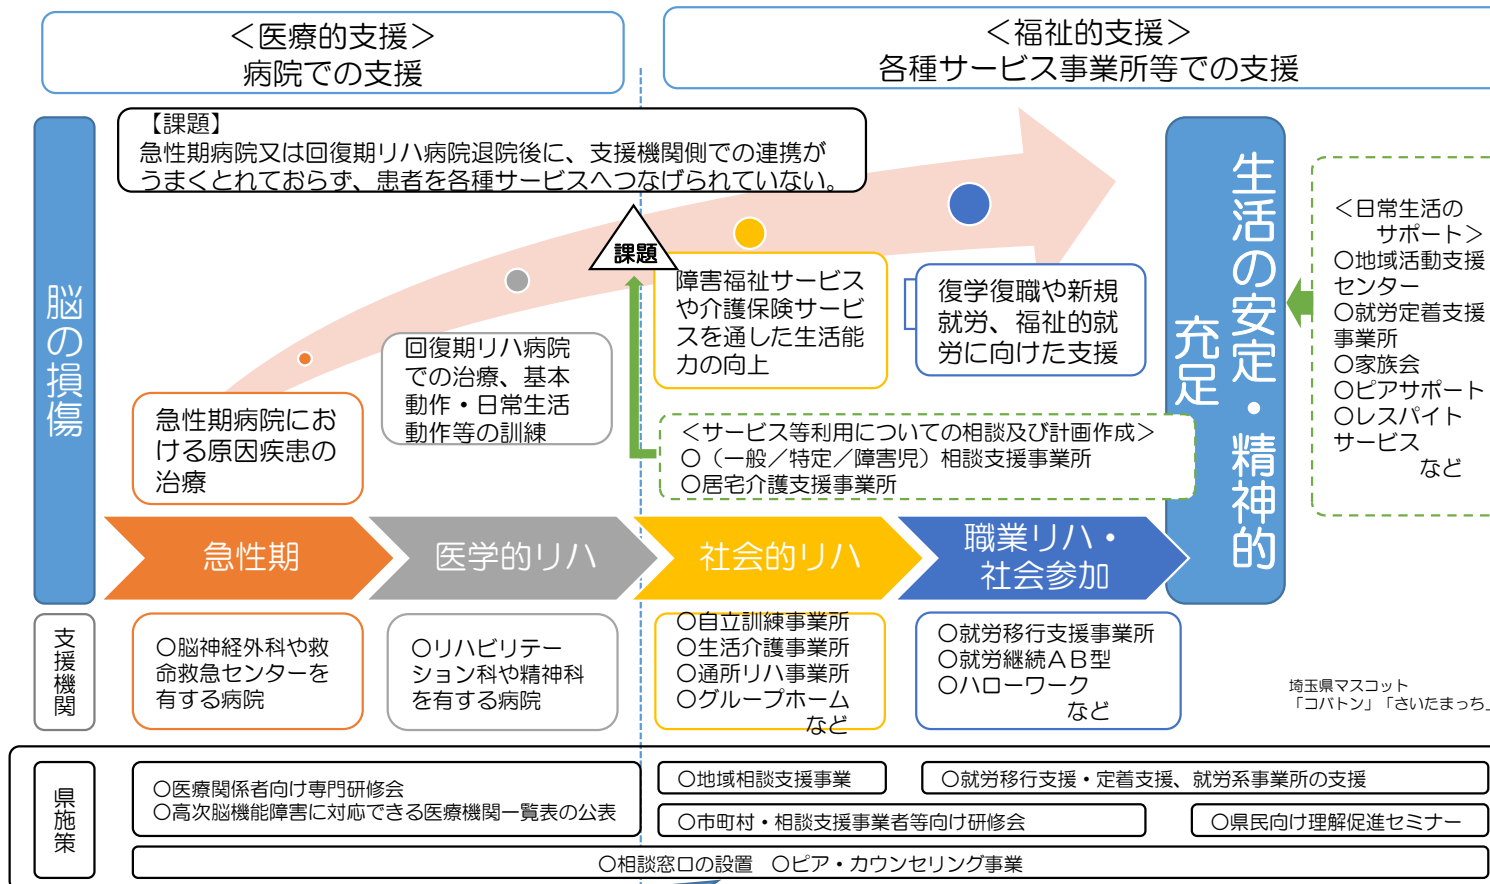 ＜医療的支援＞
病院での支援
＜福祉的支援＞
各種サービス事業所等での支援
【課題】
急性期病院又は回復期リハ病院退院後に、支援機関側での連携が
うまくとれておらず、患者を各種サービスへつなげられていない。
課題
脳の損傷
急性期病院にお
ける原因疾患の
治療
回復期リハ病院
での治療、基本
動作・日常生活
動作等の訓練
障害福祉サービス
や介護保険サービ
スを通した生活能
力の向上
復学復職や新規
就労、福祉的就
労に向けた支援
＜サービス等利用についての相談及び計画作成＞
○（一般／特定／障害児）相談支援事業所
○居宅介護支援事業所
生活の安定・精神的
充足
＜日常生活の
サポート＞
○地域活動支援
センター
○就労定着支援
事業所
○家族会
○ピアサポート
○レスパイト
サービス
など
急性期
医学的リハ
社会的リハ
職業リハ・
社会参加
支援機関
○脳神経外科や救
命救急センターを
有する病院
○リハビリテー
ション科や精神科
を有する病院
○自立訓練事業所
○生活介護事業所
○通所リハ事業所
○グループホーム
など
○就労移行支援事業所
○就労継続ＡＢ型
○ハローワーク
など
埼玉県マスコット
「コバトン」「さいたまっち」
県施策
○医療関係者向け専門研修会
○高次脳機能障害に対応できる医療機関一覧表の公表
○地域相談支援事業
○就労移行支援・定着支援、就労系事業所の支援
○市町村・相談支援事業者等向け研修会
○県民向け理解促進セミナー
○相談窓口の設置　○ピア・カウンセリング事業